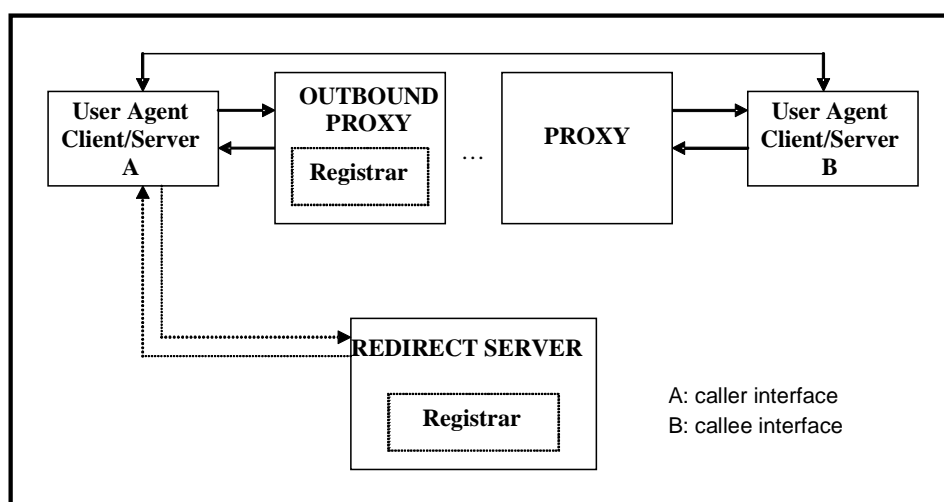 User Agent
Client/Server
A
OUTBOUND
PROXY
Registrar
...
PROXY
User Agent
Client/Server
B
REDIRECT SERVER
Registrar
A: caller interface
B: callee interface